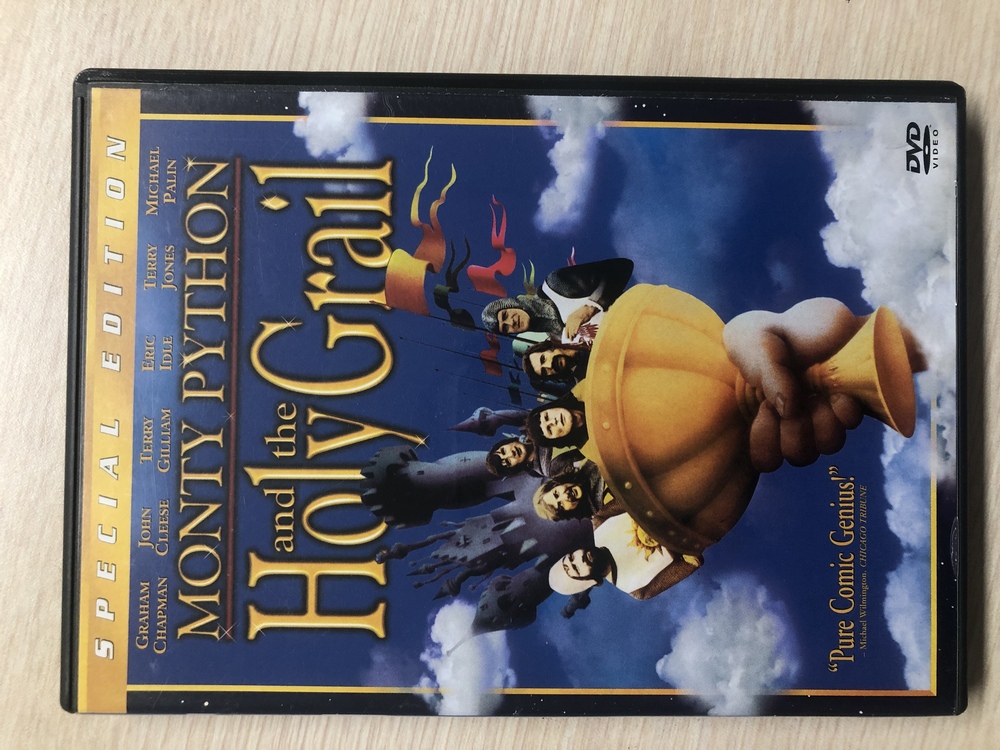 SPECIAL EDITION
GRAHAM CHAPMAN JOHN CLEESE TERRY GILLIAM ERIC IDLE TERRY JONES MICHAEL PALIN
MONTY PYTHON
and the
Holy Grail
“Pure Comic Genius!”
– Michael Wilmington, CHICAGO TRIBUNE
DVD
VIDEO